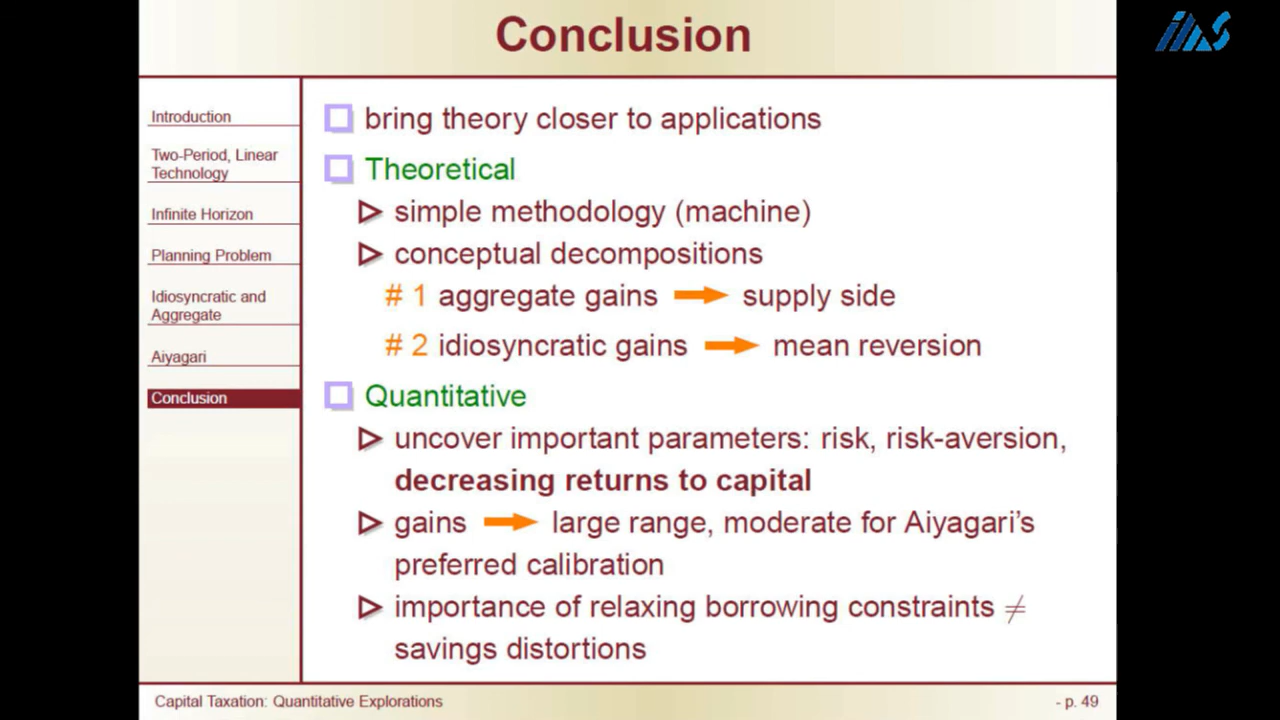 Conclusion
IMS
Introduction
Two-Period, Linear
Technology
Infinite Horizon
Planning Problem
Idiosyncratic and
Aggregate
Aiyagari
Conclusion
bring theory closer to applications
Theoretical
simple methodology (machine)
conceptual decompositions
# 1 aggregate gains ➡ supply side
# 2 idiosyncratic gains ➡ mean reversion
Quantitative
uncover important parameters: risk, risk-aversion,
decreasing returns to capital
gains ➡ large range, moderate for Aiyagari's
preferred calibration
importance of relaxing borrowing constraints ≠
savings distortions
Capital Taxation: Quantitative Explorations
- p. 49